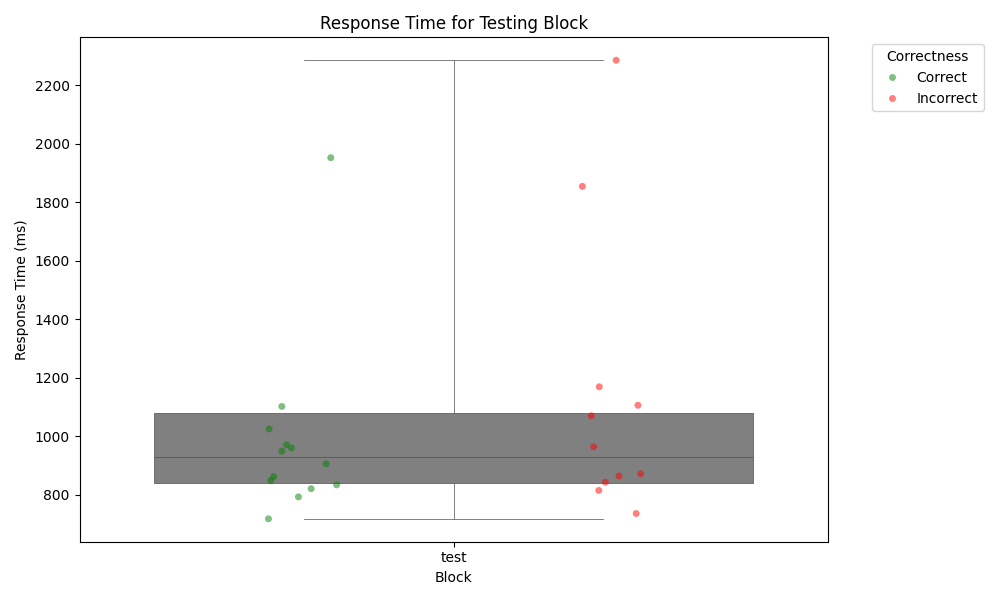 Response Time for Testing Block
Correctness
Correct
Incorrect
2200
2000
1800
1600
1400
1200
1000
800
Response Time (ms)
test
Block